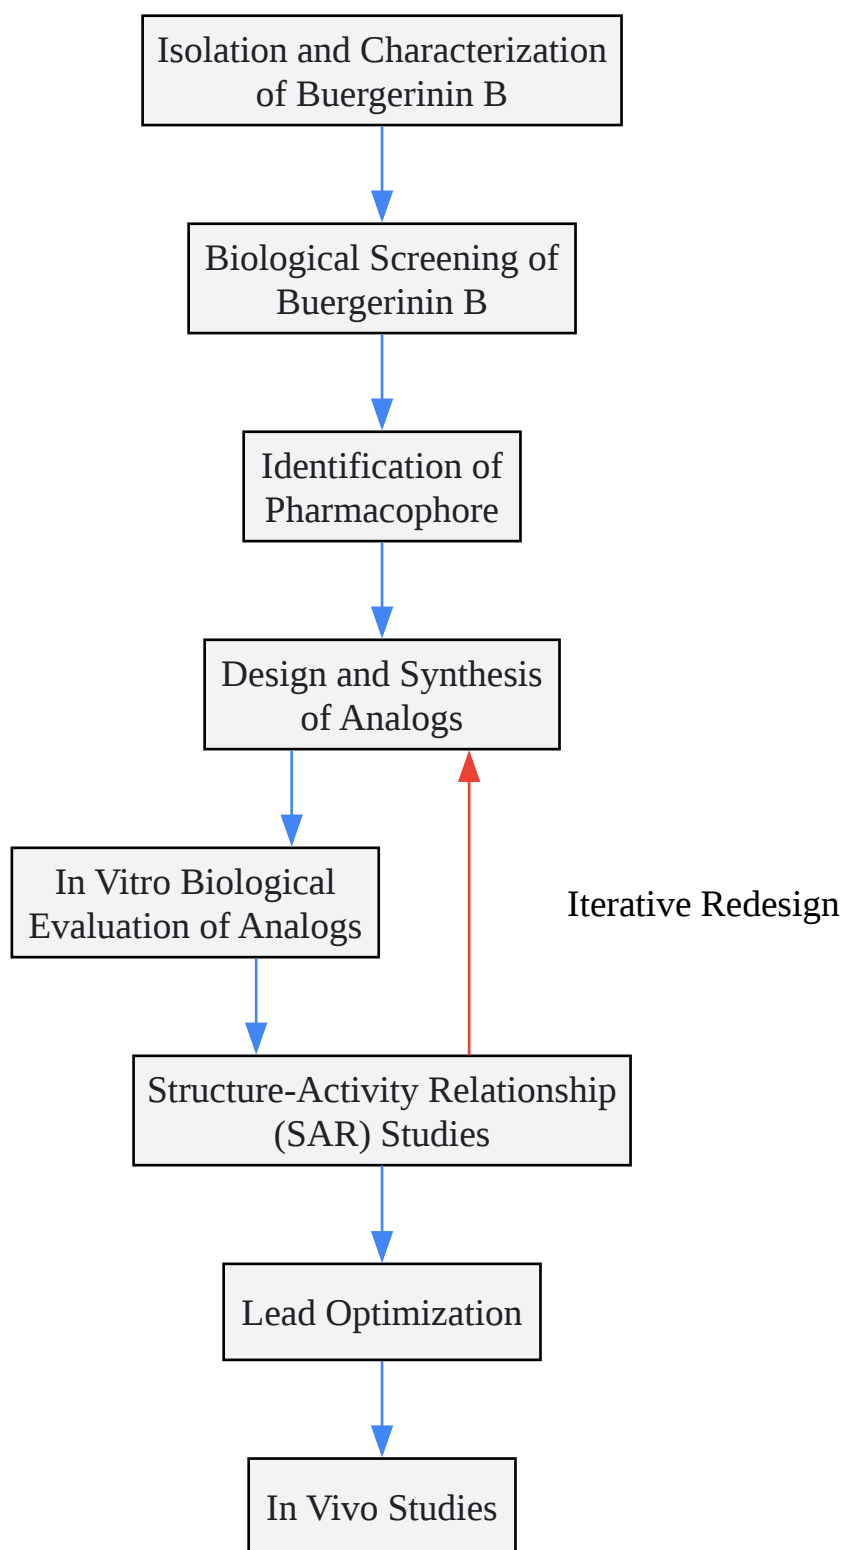 Isolation and Characterization
of Buergerinin B
Biological Screening of
Buergerinin B
Identification of
Pharmacophore
Design and Synthesis
of Analogs
In Vitro Biological
Evaluation of Analogs
Iterative Redesign
Structure-Activity Relationship
(SAR) Studies
Lead Optimization
In Vivo Studies